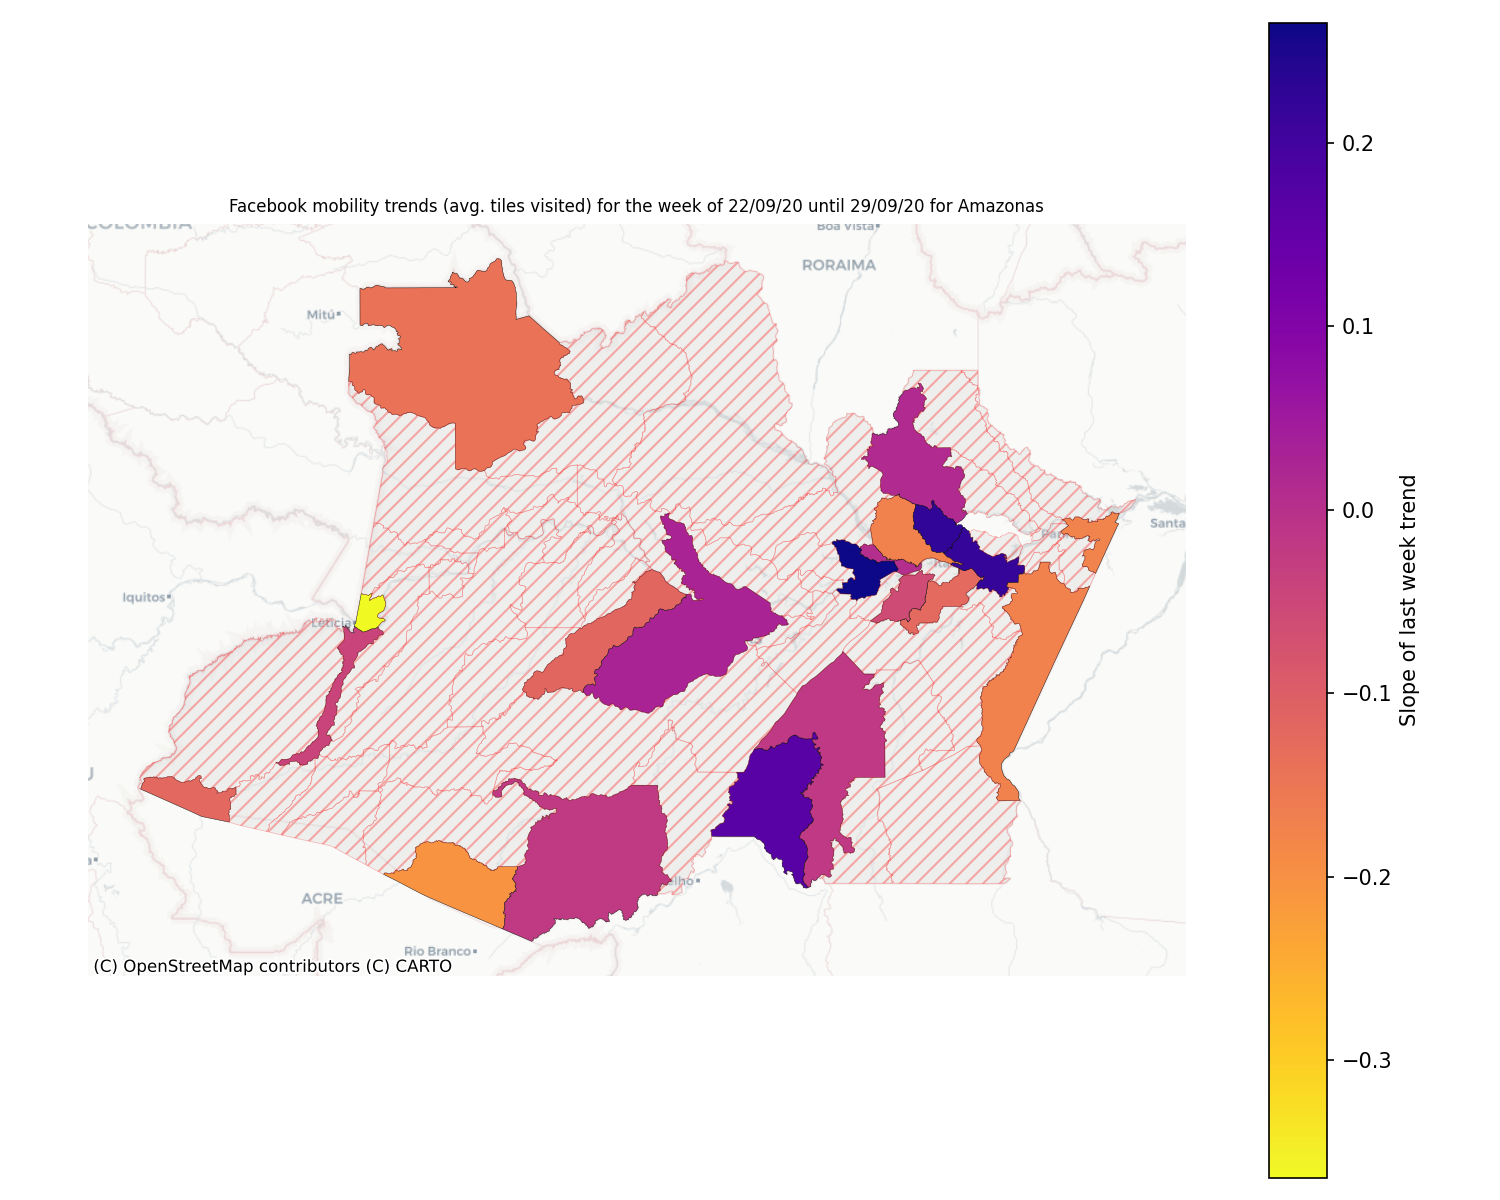 Facebook mobility trends (avg. tiles visited) for the week of 22/09/20 until 29/09/20 for Amazonas
COLOMBIA
Boa Vista
RORAIMA
Mitú
Iquitos
Leticia
Santa
ACRE
Rio Branco
(C) OpenStreetMap contributors (C) CARTO
0.2
0.1
0.0
−0.1
−0.2
−0.3
Slope of last week trend